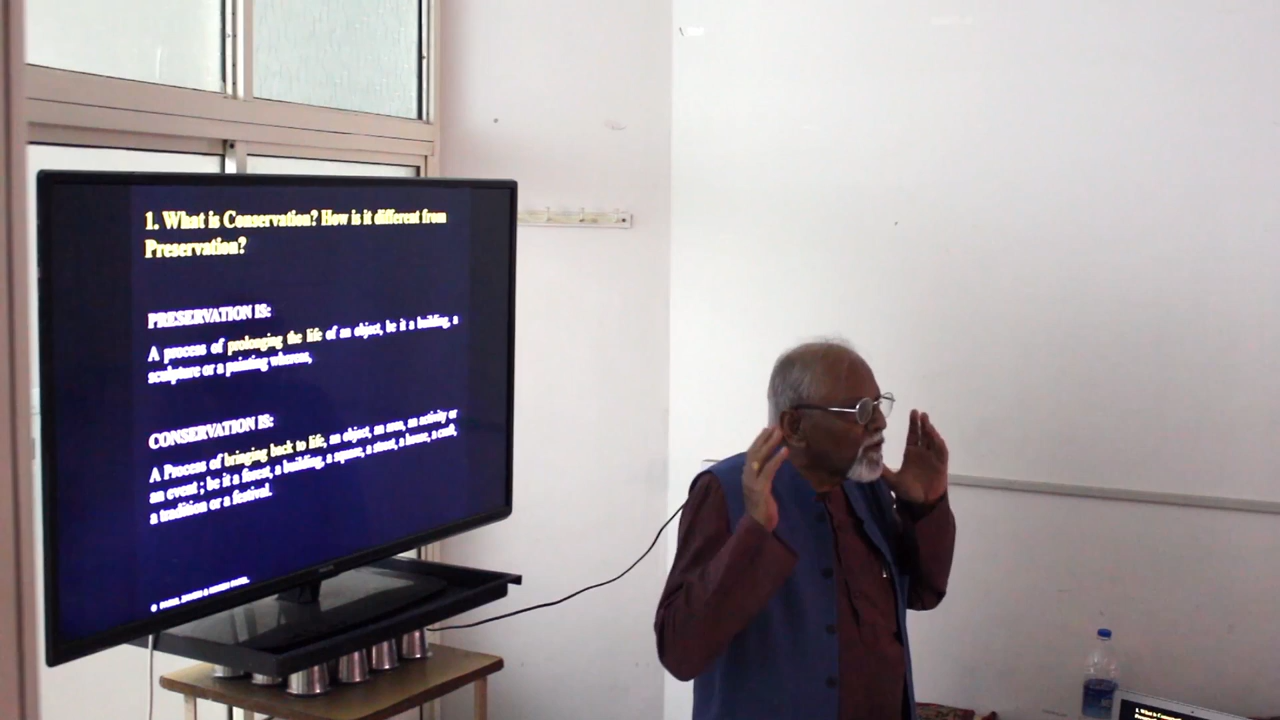 1. What is Conservation? How is it different from
Preservation?
PRESERVATION IS:
A process of prolonging the life of an object, be it a building, a
sculpture or a painting whereas,
CONSERVATION IS:
A Process of bringing back to life, an object, an area, an activity or
an event ; be it a forest, a building, a square, a street, a house, a craft,
a tradition or a festival.